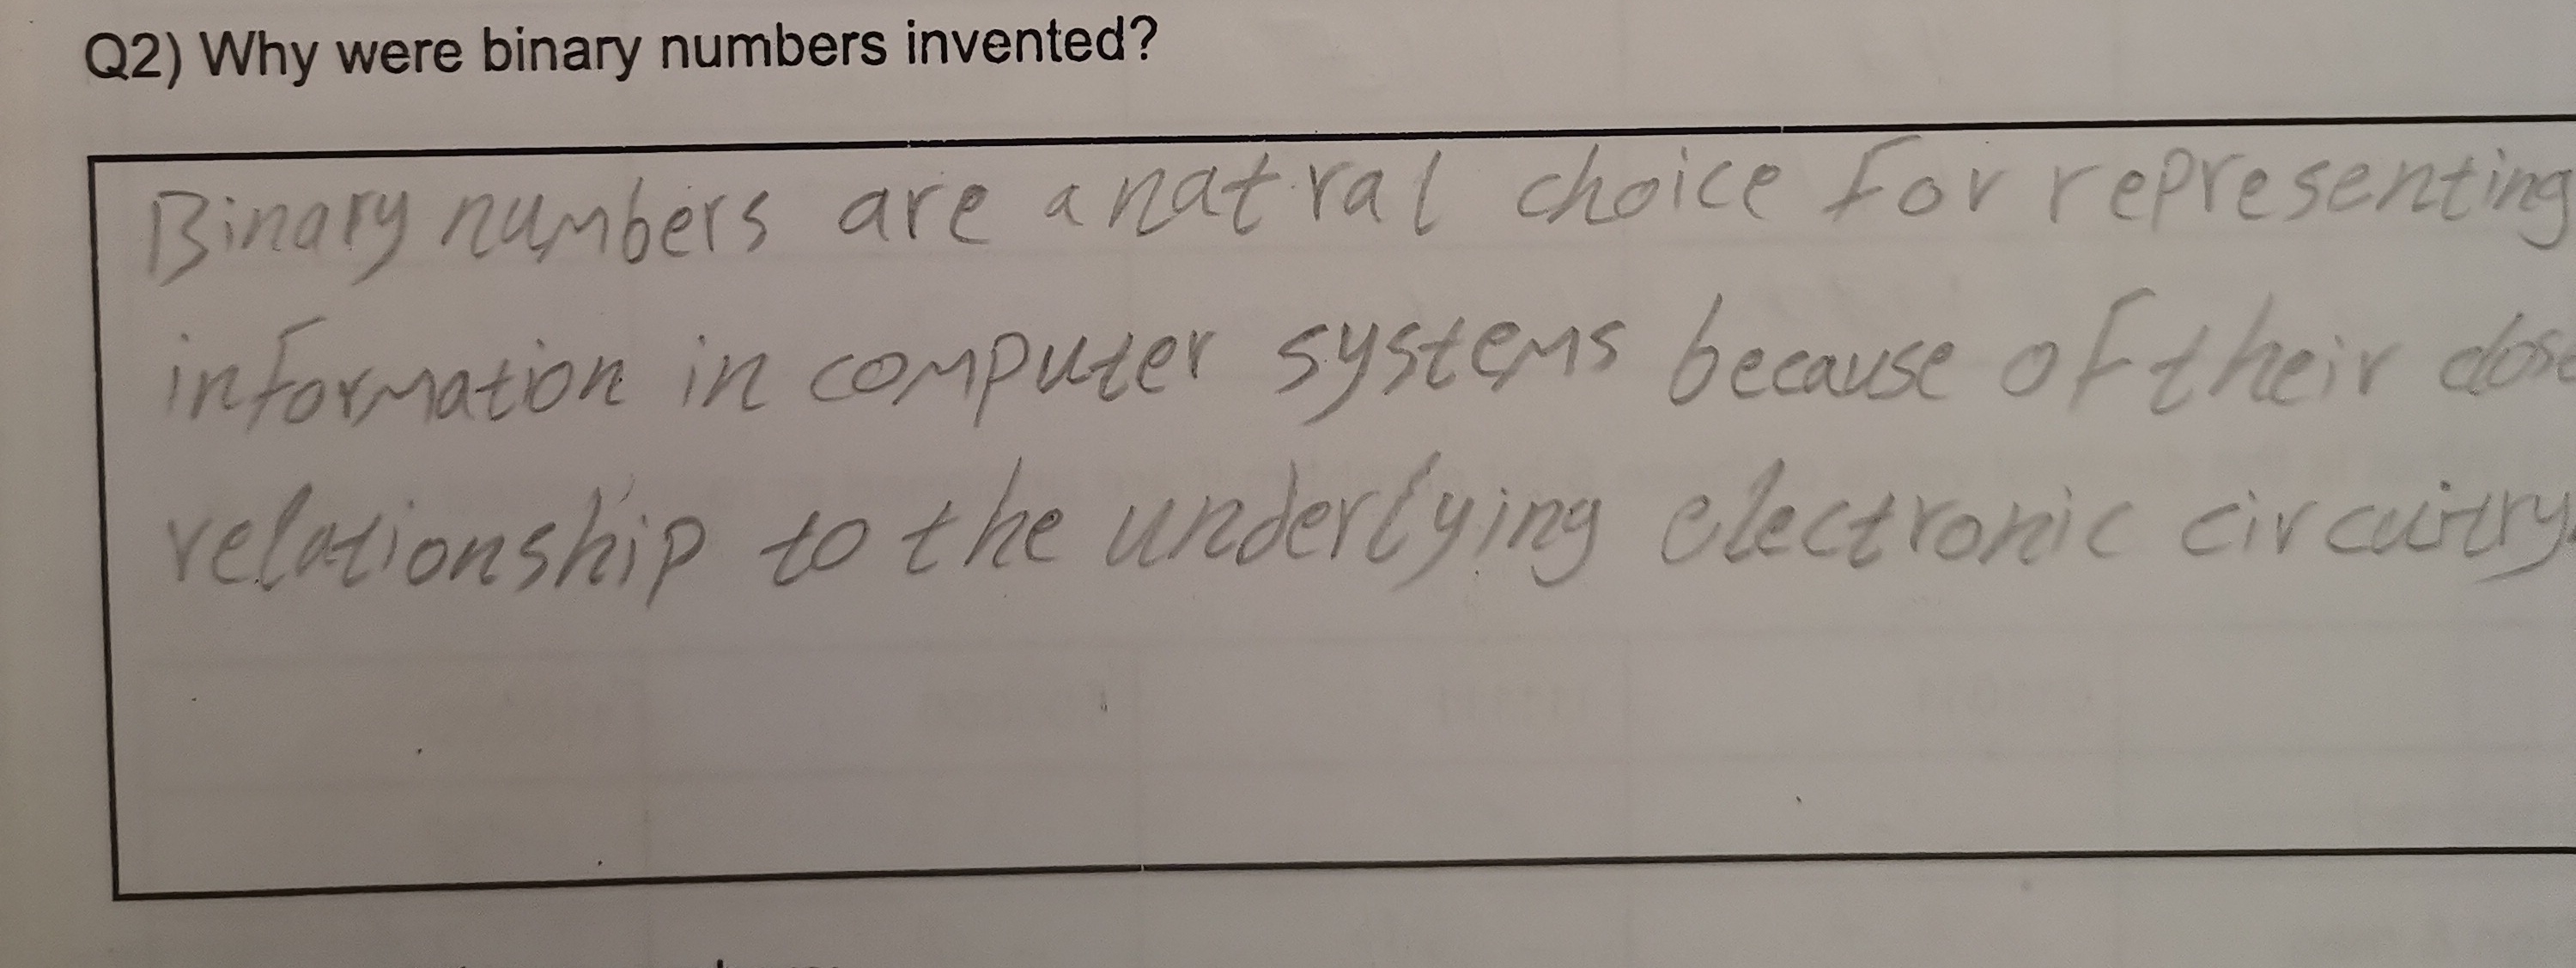 Q2) Why were binary numbers invented?
Binary numbers are a natral choice for representing
information in computer systems because of their close
relationship to the underlying electronic circuitry.